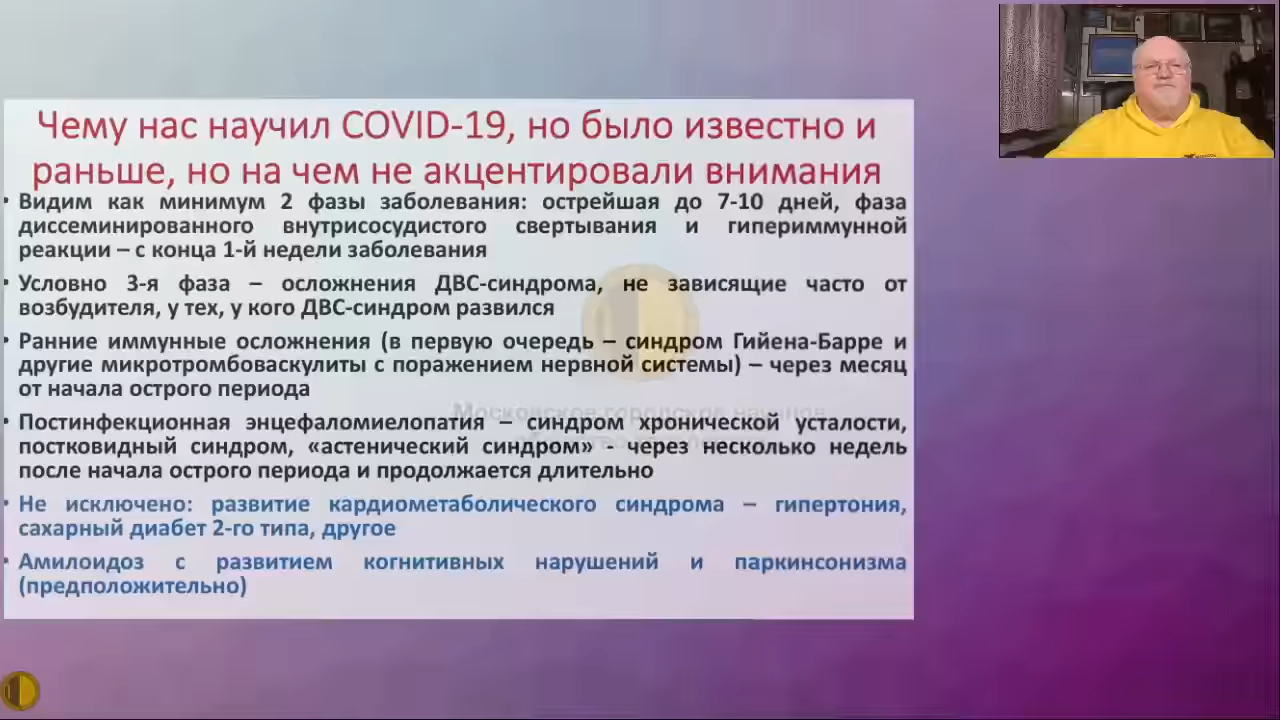 Чему нас научил COVID-19, но было известно и
раньше, но на чем не акцентировали внимания
• Видим как минимум 2 фазы заболевания: острейшая до 7-10 дней, фаза
диссеминированного внутрисосудистого свертывания и гипериммунной
реакции – с конца 1-й недели заболевания
• Условно 3-я фаза – осложнения ДВС-синдрома, не зависящие часто от
возбудителя, у тех, у кого ДВС-синдром развился
• Ранние иммунные осложнения (в первую очередь – синдром Гийена-Барре и
другие микротромбоваскулиты с поражением нервной системы) – через месяц
от начала острого периода
• Постинфекционная энцефаломиелопатия – синдром хронической усталости,
постковидный синдром, «астенический синдром» - через несколько недель
после начала острого периода и продолжается длительно
• Не исключено: развитие кардиометаболического синдрома – гипертония,
сахарный диабет 2-го типа, другое
• Амилоидоз с развитием когнитивных нарушений и паркинсонизма
(предположительно)
Московское городское научное